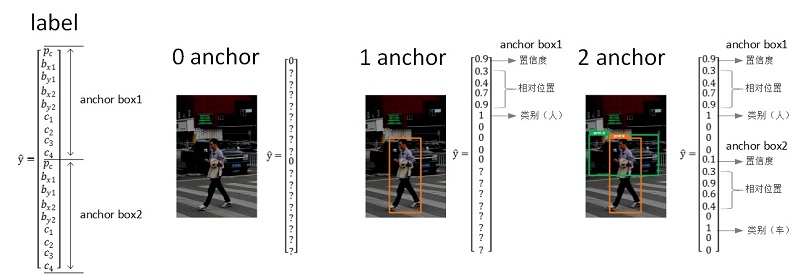 label
p_c
b_x1
b_y1
b_x2
b_y2
c_1
c_2
c_3
c_4
p_c
b_x1
b_y1
b_x2
b_y2
c_1
c_2
c_3
c_4
ŷ =
anchor box1
anchor box2
0 anchor
ŷ =
0
?
?
?
?
?
?
?
?
0
?
?
?
?
?
?
?
?
1 anchor
ŷ =
anchor box1
0.9 置信度
0.3
0.4
0.7
0.9
相对位置
1 类别（人）
0
0
0
0
?
?
?
?
?
?
?
?
2 anchor
ŷ =
anchor box1
0.9 置信度
0.3
0.4
0.7
0.9
相对位置
1 类别（人）
0
0
0
anchor box2
0.1 置信度
0.3
0.9
0.6
0.4
相对位置
0
1 类别（车）
0
0